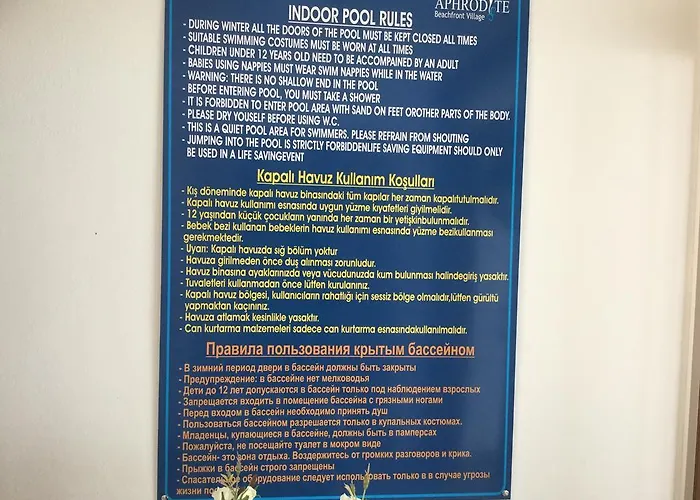 APHRODITE
Beachfront Village
INDOOR POOL RULES
- DURING WINTER ALL THE DOORS OF THE POOL MUST BE KEPT CLOSED ALL TIMES
- SUITABLE SWIMMING COSTUMES MUST BE WORN AT ALL TIMES
- CHILDREN UNDER 12 YEARS OLD NEED TO BE ACCOMPAINED BY AN ADULT
- BABIES USING NAPPIES MUST WEAR SWIM NAPPIES WHILE IN THE WATER
- WARNING: THERE IS NO SHALLOW END IN THE POOL
- BEFORE ENTERING POOL, YOU MUST TAKE A SHOWER
- IT IS FORBIDDEN TO ENTER POOL AREA WITH SAND ON FEET OROTHER PARTS OF THE BODY.
- PLEASE DRY YOUSELF BEFORE USING W.C.
- THIS IS A QUIET POOL AREA FOR SWIMMERS. PLEASE REFRAIN FROM SHOUTING
- JUMPING INTO THE POOL IS STRICTLY FORBIDDENLIFE SAVING EQUIPMENT SHOULD ONLY
BE USED IN A LIFE SAVINGEVENT
Kapalı Havuz Kullanım Koşulları
- Kış döneminde kapalı havuz binasındaki tüm kapılar her zaman kapalıtutulmalıdır.
- Kapalı havuz kullanımı esnasında uygun yüzme kıyafetleri giyilmelidir.
- 12 yaşından küçük çocukların yanında her zaman bir yetişkinbulunmalıdır.
- Bebek bezi kullanan bebeklerin havuz kullanımı esnasında yüzme bezikullanması
gerekmektedir.
- Uyarı: Kapalı havuzda sığ bölüm yoktur
- Havuza girilmeden önce duş alınması zorunludur.
- Havuz binasına ayaklarınızda veya vücudunuzda kum bulunması halindegiriş yasaktır.
- Tuvaletleri kullanmadan önce lütfen kurulanınız.
- Kapalı havuz bölgesi, kullanıcıların rahatlığı için sessiz bölge olmalıdır,lütfen gürültü
yapmaktan kaçınınız.
- Havuza atlamak kesinlikle yasaktır.
- Can kurtarma malzemeleri sadece can kurtarma esnasındakullanılmalıdır.
Правила пользования крытым бассейном
- В зимний период двери в бассейн должны быть закрыты
- Предупреждение: в бассейне нет мелководья
- Дети до 12 лет допускаются в бассейн только под наблюдением взрослых
- Запрещается входить в помещение бассейна с грязными ногами
- Перед входом в бассейн необходимо принять душ
- Пользоваться бассейном разрешается только в купальных костюмах.
- Младенцы, купающиеся в бассейне, должны быть в памперсах
- Пожалуйста, не посещайте туалет в мокром виде
- Бассейн- это зона отдыха. Воздержитесь от громких разговоров и крика.
- Прыжки в бассейн строго запрещены
- Спасательное оборудование следует использовать только в в случае угрозы
жизни